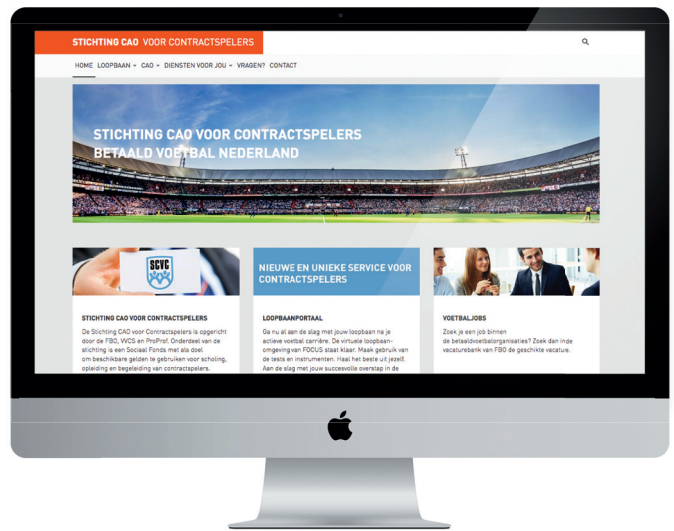 STICHTING CAO VOOR CONTRACTSPELERS
HOME LOOPBAAN CAO DIENSTEN VOOR JOU VRAGEN? CONTACT
STICHTING CAO VOOR CONTRACTSPELERS
BETAALD VOETBAL NEDERLAND
SCVC
NIEUWE EN UNIEKE SERVICE VOOR
CONTRACTSPELERS
STICHTING CAO VOOR CONTRACTSPELERS
De Stichting CAO voor Contractspelers is opgericht
door de FBO, VVCS en ProProf. Onderdeel van de
stichting is een Sociaal Fonds met als doel
om beschikbare gelden te gebruiken voor scholing,
opleiding en begeleiding van contractspelers.
LOOPBAANPORTAAL
Ga nu al aan de slag met jouw loopbaan na je
actieve voetbal carrière. De virtuele loopbaan-
omgeving van FOCUS staat klaar. Maak gebruik van
de tests en instrumenten. Haal het beste uit jezelf.
Aan de slag met jouw succesvolle overstap in de
VOETBALJOBS
Zoek je een job binnen
de betaaldvoetbalorganisaties? Zoek dan in de
vacaturebank van FBO de geschikte vacature.